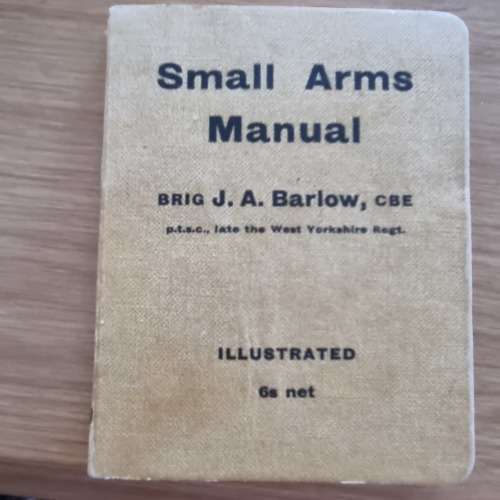 Small Arms
Manual
BRIG J. A. Barlow, CBE
p.t.s.c., late the West Yorkshire Regt.
ILLUSTRATED
6s net